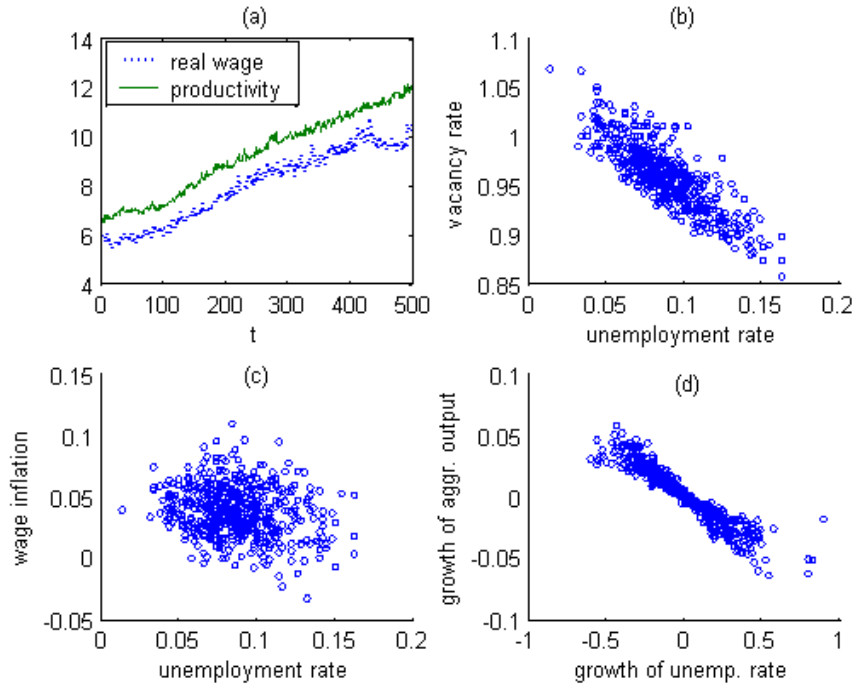 (a)
14
12
10
8
6
4
real wage
productivity
0 100 200 300 400 500
t
(b)
1.1
1.05
1
0.95
0.9
0.85
vacancy rate
0 0.05 0.1 0.15 0.2
unemployment rate
(c)
0.15
0.1
0.05
0
-0.05
wage inflation
0 0.05 0.1 0.15 0.2
unemployment rate
(d)
0.1
0.05
0
-0.05
-0.1
growth of aggr. output
-1 -0.5 0 0.5 1
growth of unemp. rate